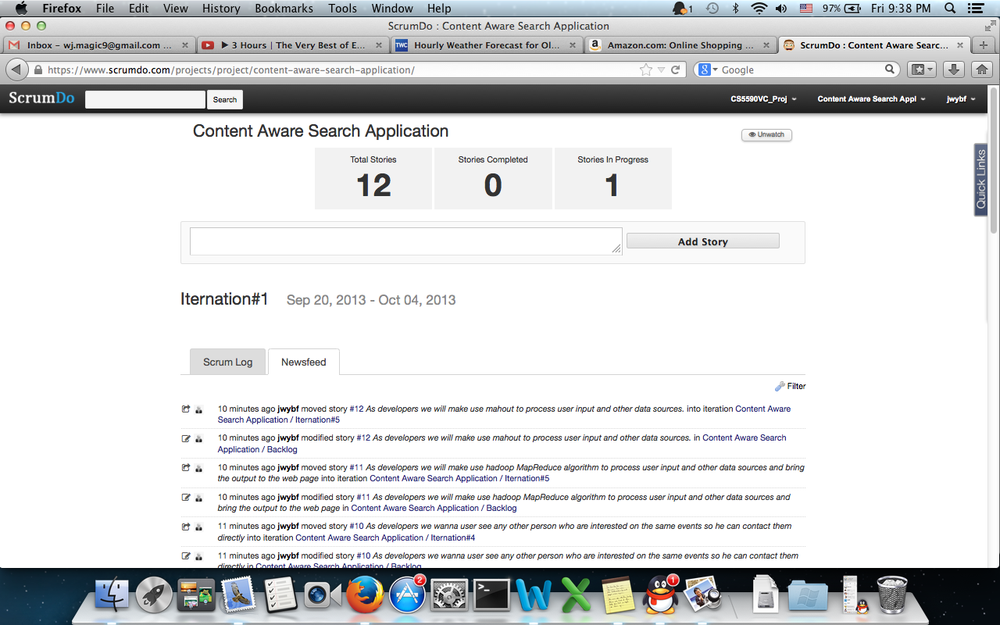 Firefox File Edit View History Bookmarks Tools Window Help 1 97% Fri 9:38 PM
ScrumDo : Content Aware Search Application
Inbox – wj.magic9@gmail.com ... × ▶ 3 Hours | The Very Best of E... × TWC Hourly Weather Forecast for Ol... × Amazon.com: Online Shopping ... × ScrumDo : Content Aware Searc... × +
https://www.scrumdo.com/projects/project/content-aware-search-application/ 8 Google
ScrumDo Search CS5590VC_Proj Content Aware Search Appl jwybf
Content Aware Search Application Unwatch
Quick Links
Total Stories Stories Completed Stories In Progress
12 0 1
Add Story
Iternation#1 Sep 20, 2013 - Oct 04, 2013
Scrum Log Newsfeed
Filter
10 minutes ago jwybf moved story #12 As developers we will make use mahout to process user input and other data sources. into iteration Content Aware
Search Application / Iternation#5
10 minutes ago jwybf modified story #12 As developers we will make use mahout to process user input and other data sources. in Content Aware Search
Application / Backlog
10 minutes ago jwybf moved story #11 As developers we will make use hadoop MapReduce algorithm to process user input and other data sources and bring
the output to the web page into iteration Content Aware Search Application / Iternation#5
10 minutes ago jwybf modified story #11 As developers we will make use hadoop MapReduce algorithm to process user input and other data sources and
bring the output to the web page in Content Aware Search Application / Backlog
11 minutes ago jwybf moved story #10 As developers we wanna user see any other person who are interested on the same events so he can contact them
directly into iteration Content Aware Search Application / Iternation#4
11 minutes ago jwybf modified story #10 As developers we wanna user see any other person who are interested on the same events so he can contact them
directly in Content Aware Search Application / Backlog
2 1